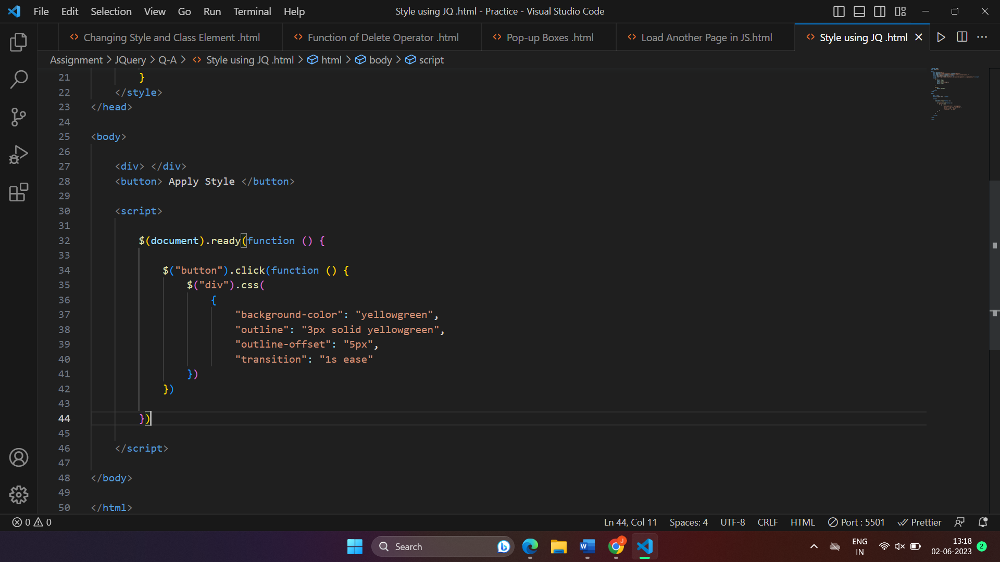 File Edit Selection View Go Run Terminal Help
Style using JQ .html - Practice - Visual Studio Code
Changing Style and Class Element .html
Function of Delete Operator .html
Pop-up Boxes .html
Load Another Page in JS.html
Style using JQ .html
Assignment > JQuery > Q-A > Style using JQ .html > html > body > script
21 }
22 </style>
23 </head>
24
25 <body>
26
27 <div> </div>
28 <button> Apply Style </button>
29
30 <script>
31
32 $(document).ready(function () {
33
34 $("button").click(function () {
35 $("div").css(
36 {
37 "background-color": "yellowgreen",
38 "outline": "3px solid yellowgreen",
39 "outline-offset": "5px",
40 "transition": "1s ease"
41 })
42 })
43
44 })
45
46 </script>
47
48 </body>
49
50 </html>
0 0
Ln 44, Col 11 Spaces: 4 UTF-8 CRLF HTML Port : 5501 Prettier
Search
ENG
IN
13:18
02-06-2023
2